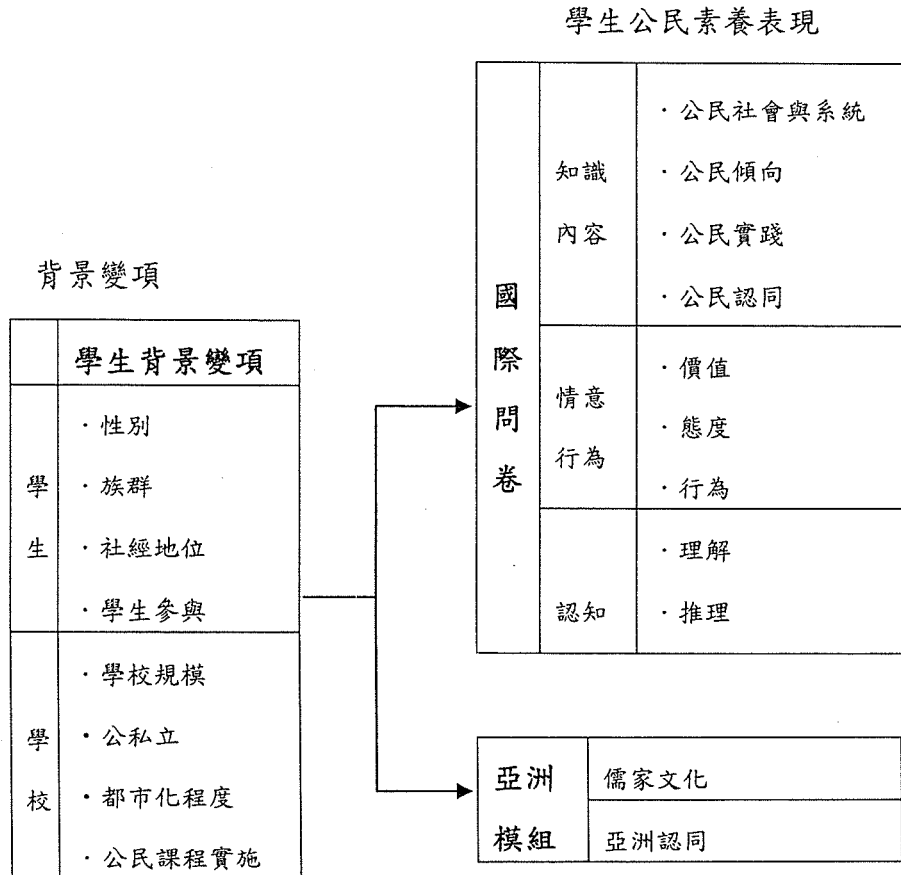 學生公民素養表現
國際問卷
知識
內容
・公民社會與系統
・公民傾向
・公民實踐
・公民認同
情意
行為
・價值
・態度
・行為
認知
・理解
・推理
背景變項
學生背景變項
學生
・性別
・族群
・社經地位
・學生參與
學校
・學校規模
・公私立
・都市化程度
・公民課程實施
亞洲
模組
儒家文化
亞洲認同